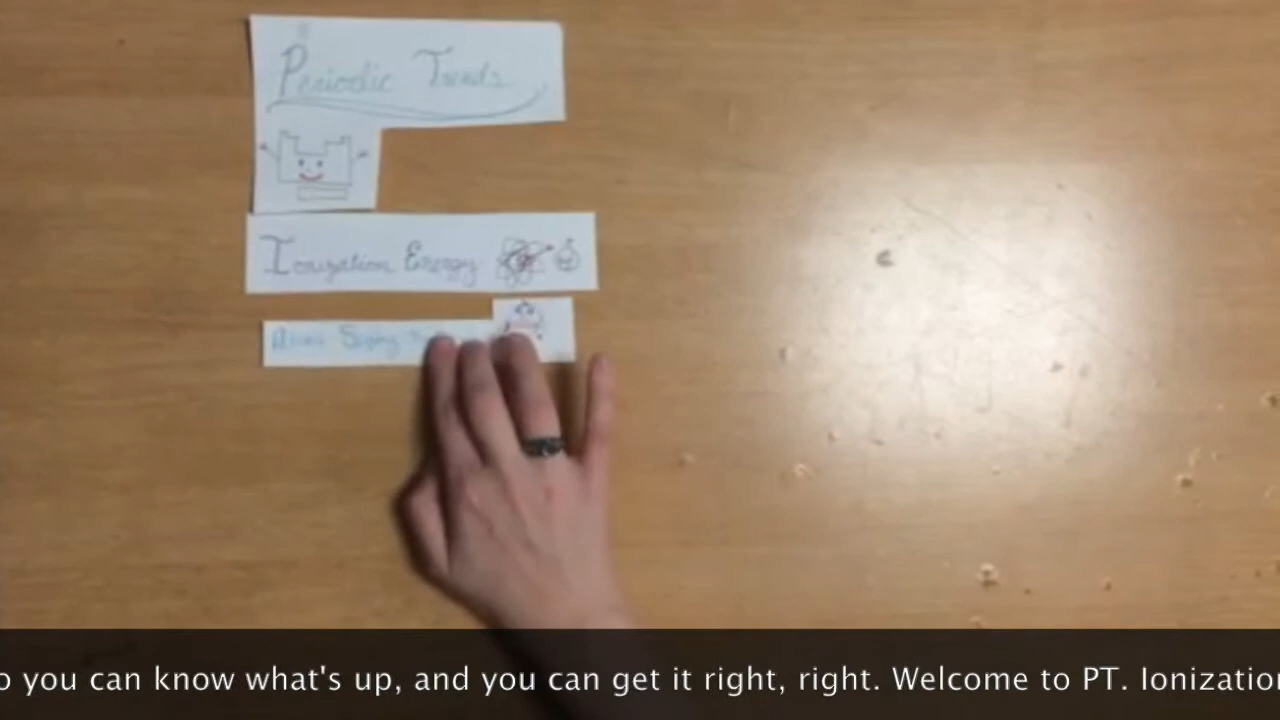 Periodic Trends
Ionization Energy
o you can know what's up, and you can get it right, right. Welcome to PT. Ionization